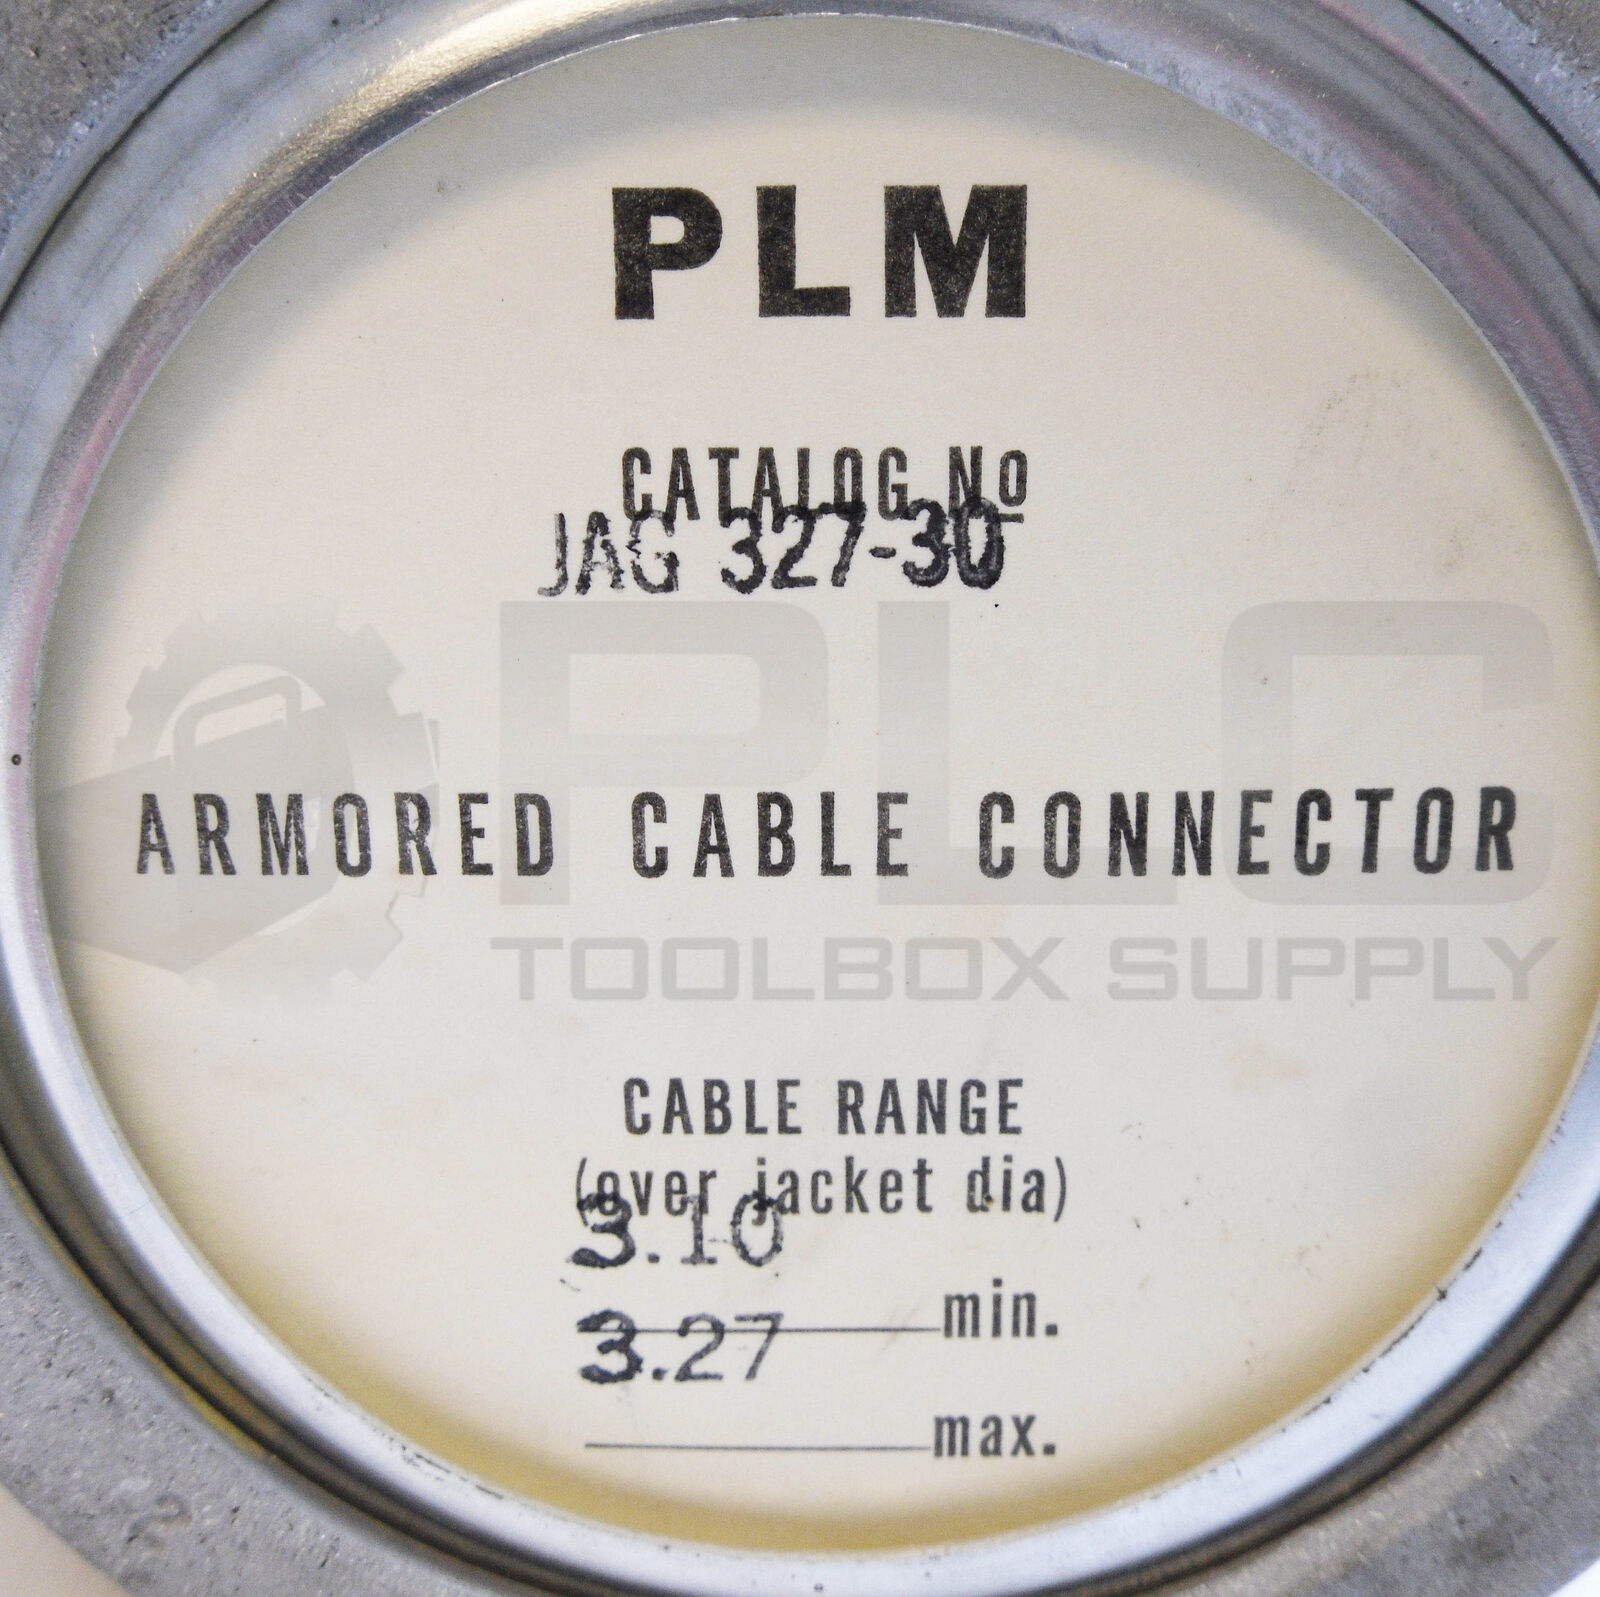 PLM
CATALOG Nº
JAG 327-30
ARMORED CABLE CONNECTOR
CABLE RANGE
(over jacket dia)
3.10
min.
3.27
max.
PLC
TOOLBOX SUPPLY